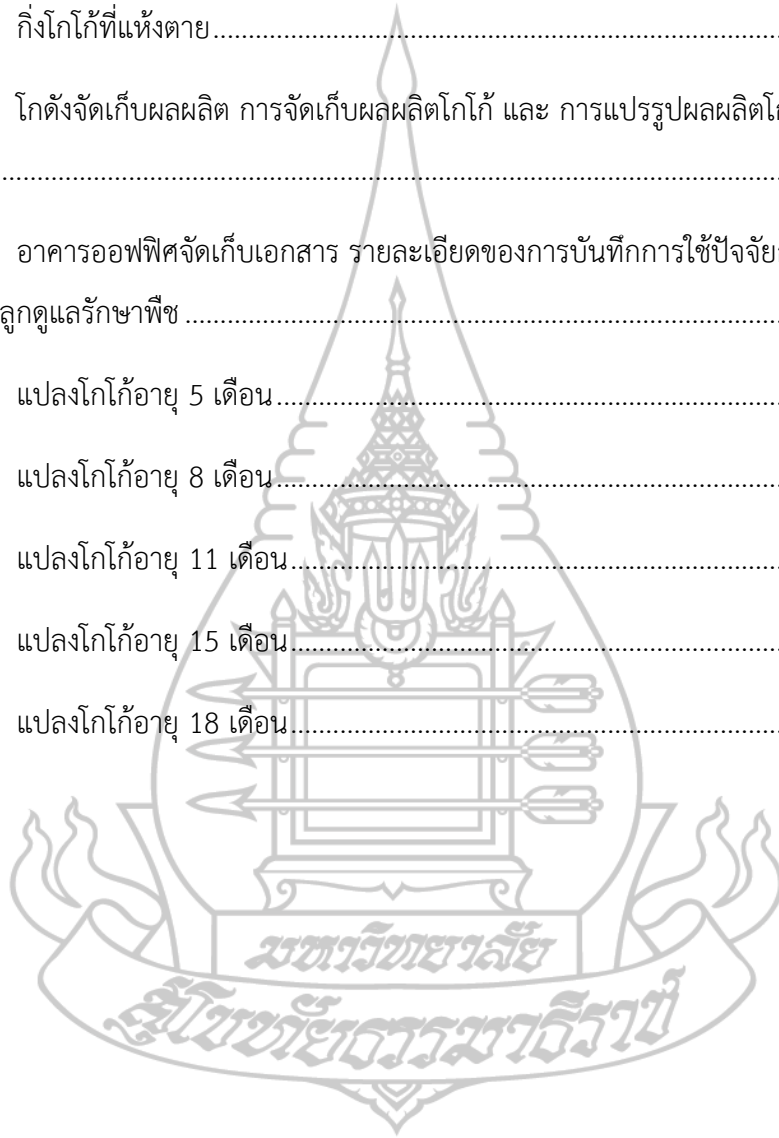 กิ่งโกโก้ที่แห้งตาย........................................................................
โกดังจัดเก็บผลผลิต การจัดเก็บผลผลิตโกโก้ และ การแปรรูปผลผลิต
........................................................................
อาคารออฟฟิศจัดเก็บเอกสาร รายละเอียดของการบันทึกการใช้ปัจจัย
ลูกดูแลรักษาพืช........................................................................
แปลงโกโก้อายุ 5 เดือน........................................................................
แปลงโกโก้อายุ 8 เดือน........................................................................
แปลงโกโก้อายุ 11 เดือน........................................................................
แปลงโกโก้อายุ 15 เดือน........................................................................
แปลงโกโก้อายุ 18 เดือน........................................................................
มหาวิทยาลัย
สุโขทัยธรรมาธิราช